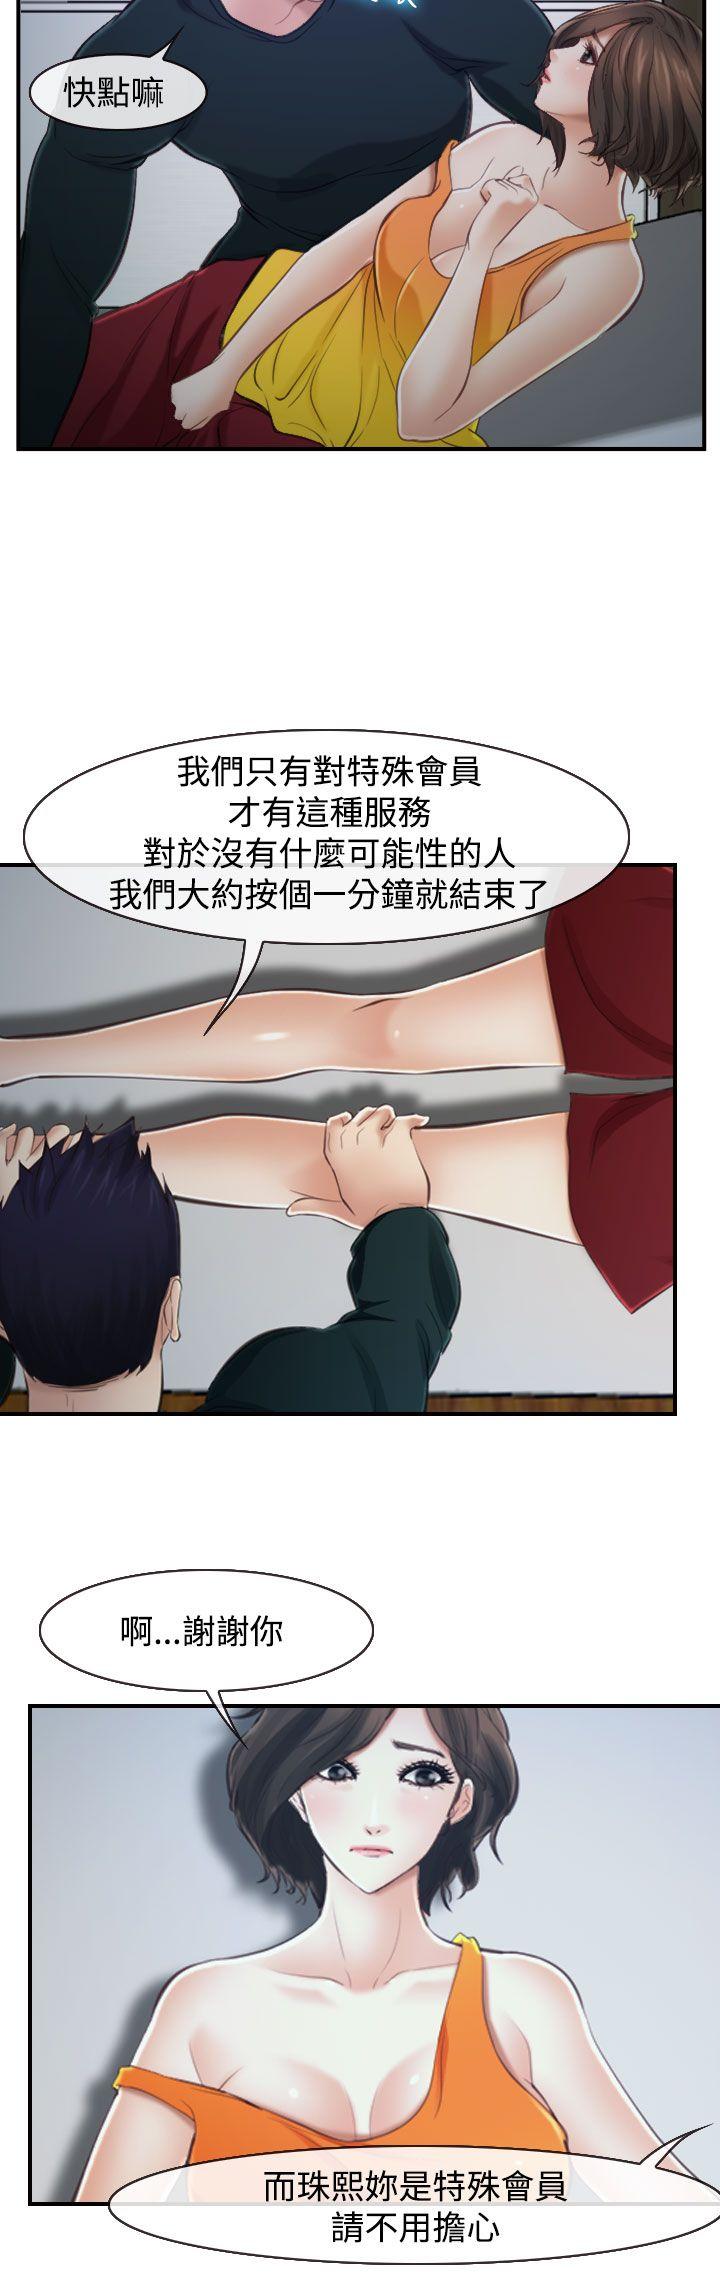 快點嘛
我們只有對特殊會員
才有這種服務
對於沒有什麼可能性的人
我們大約按個一分鐘就結束了
啊...謝謝你
而珠熙妳是特殊會員
請不用擔心